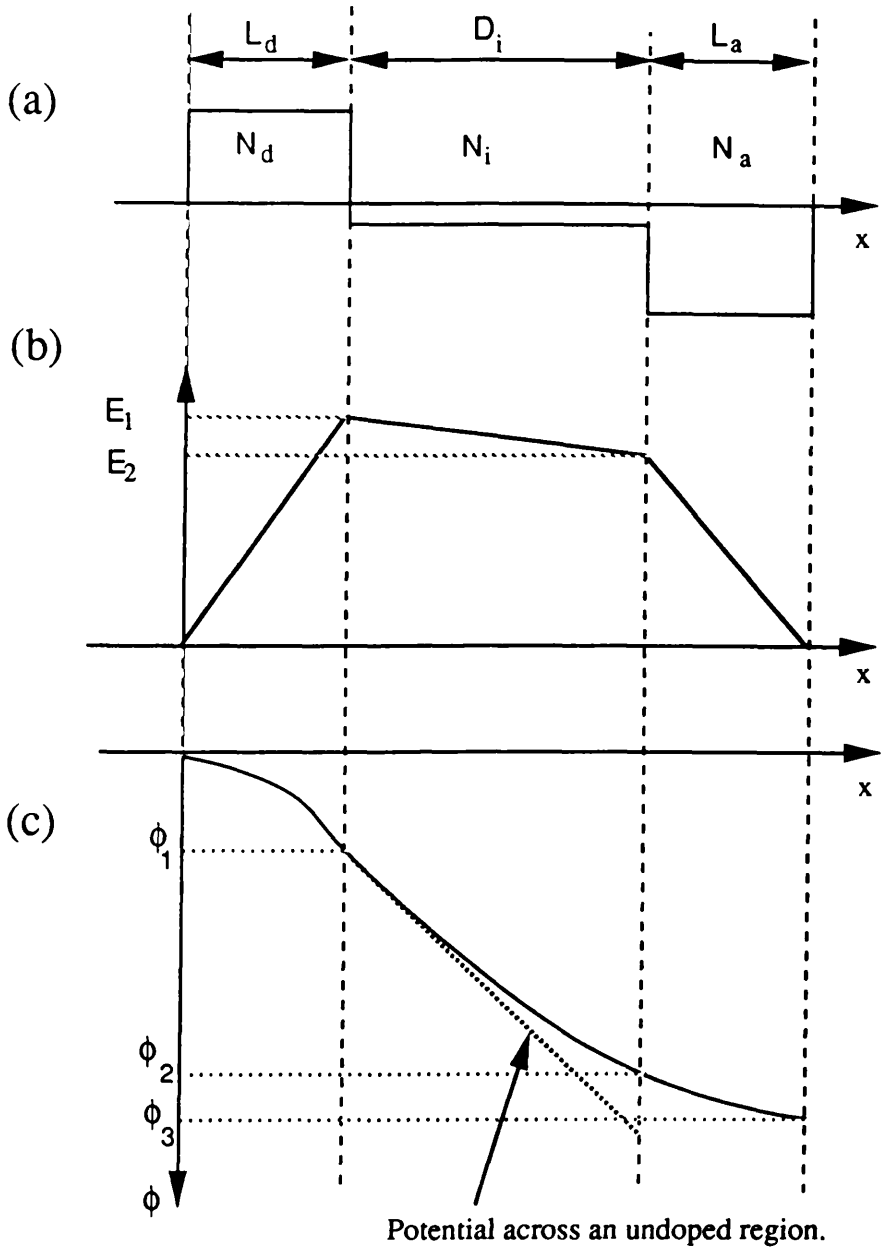 L_d D_i L_a
(a)
N_d N_i N_a
x
(b)
E_1
E_2
x
x
(c)
ϕ_1
ϕ_2
ϕ_3
ϕ
Potential across an undoped region.